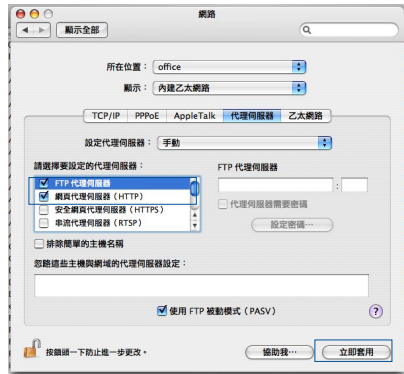 網路
顯示全部
所在位置： office
顯示： 內建乙太網路
TCP/IP PPPoE AppleTalk 代理伺服器 乙太網路
設定代理伺服器： 手動
請選擇要設定的代理伺服器： FTP 代理伺服器
FTP 代理伺服器 :
網頁代理伺服器（HTTP） 代理伺服器需要密碼
安全網頁代理伺服器（HTTPS） 設定密碼⋯
串流代理伺服器（RTSP）
排除簡單的主機名稱
忽略這些主機與網域的代理伺服器設定：
使用 FTP 被動模式（PASV） ?
按鎖頭一下防止進一步更改。 協助我⋯ 立即套用